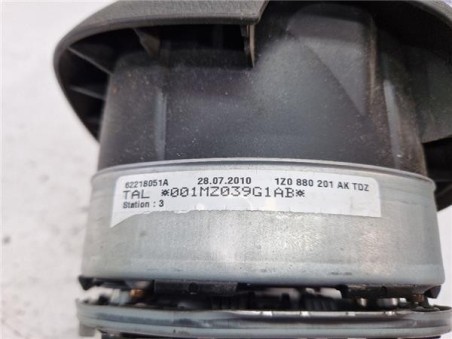 62218051A 28.07.2010 1Z0 880 201 AK TDZ
TAL *001MZ039G1AB*
Station : 3